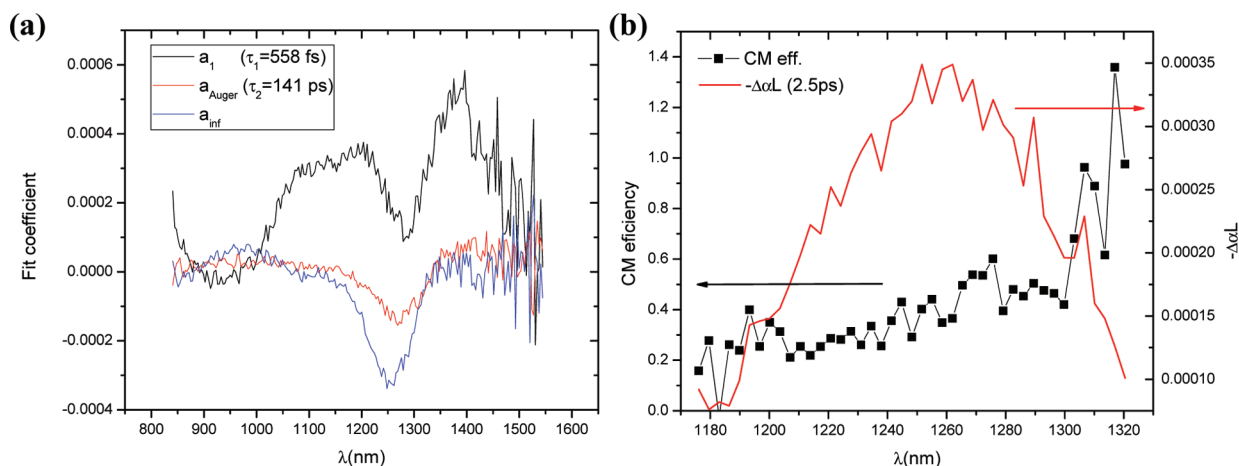 (a)
a1 (τ1=558 fs)
aAuger (τ2=141 ps)
ainf
Fit coefficient
0.0006
0.0004
0.0002
0.0000
-0.0002
-0.0004
800 900 1000 1100 1200 1300 1400 1500 1600
λ(nm)
(b)
CM eff.
-ΔαL (2.5ps)
CM eficiency
1.4
1.2
1.0
0.8
0.6
0.4
0.2
0.0
1180 1200 1220 1240 1260 1280 1300 1320
λ(nm)
0.00035
0.00030
0.00025
0.00020
0.00015
0.00010
-ΔαL